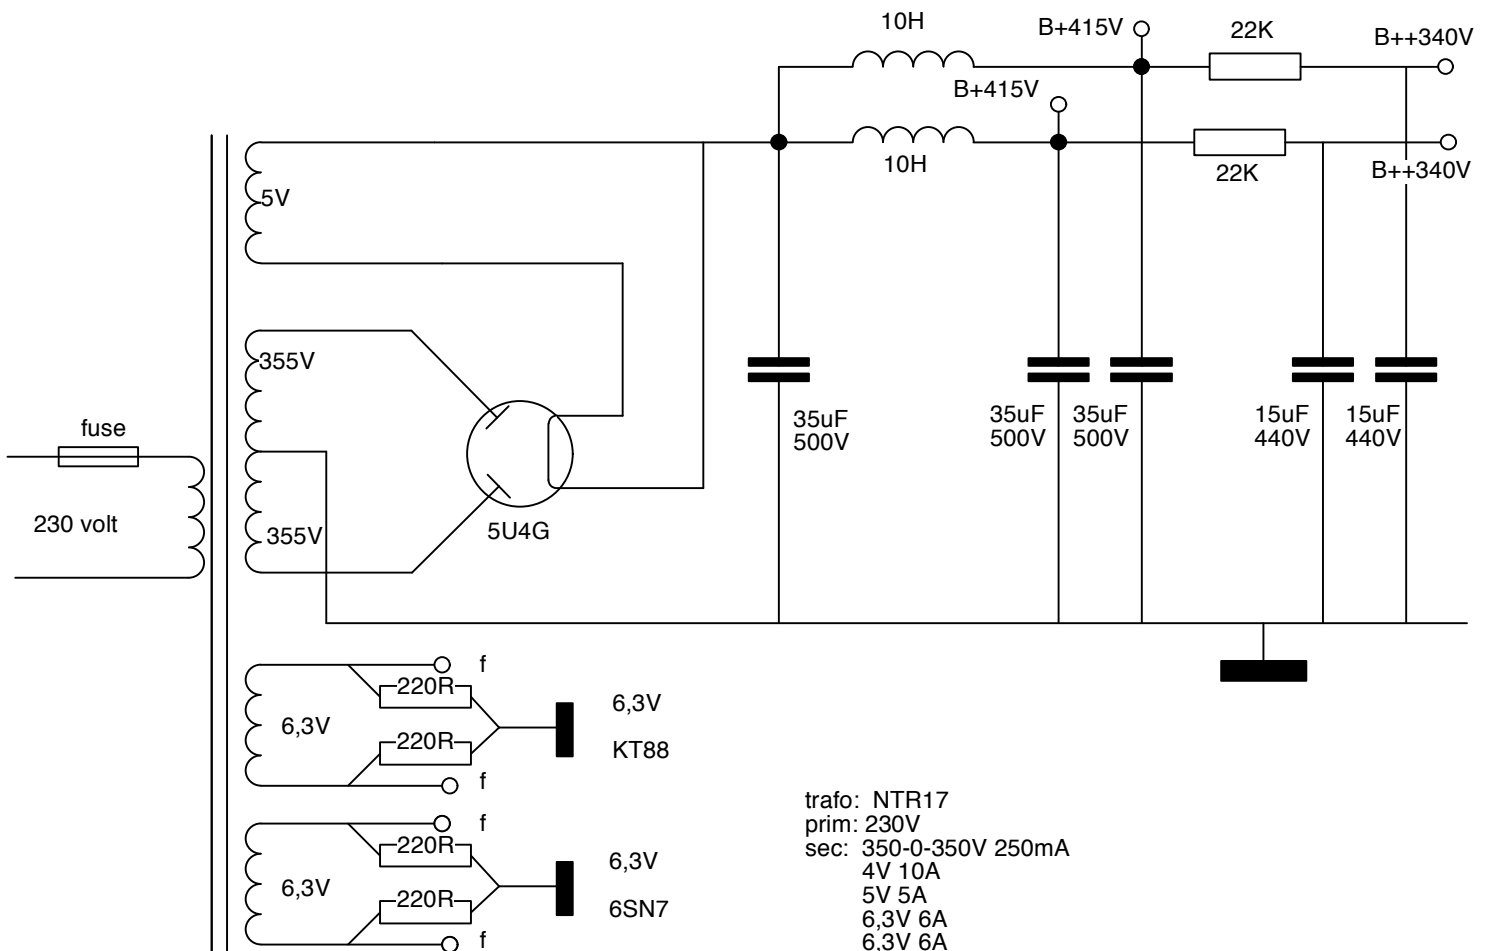 10H
B+415V
22K
B++340V
B+415V
10H
22K
B++340V
5V
355V
fuse
230 volt
355V
5U4G
35uF
500V
35uF
500V
35uF
500V
15uF
440V
15uF
440V
f
220R
6,3V
6,3V
220R
KT88
f
f
220R
6,3V
6,3V
220R
6SN7
f
trafo: NTR17
prim: 230V
sec: 350-0-350V 250mA
4V 10A
5V 5A
6,3V 6A
6,3V 6A